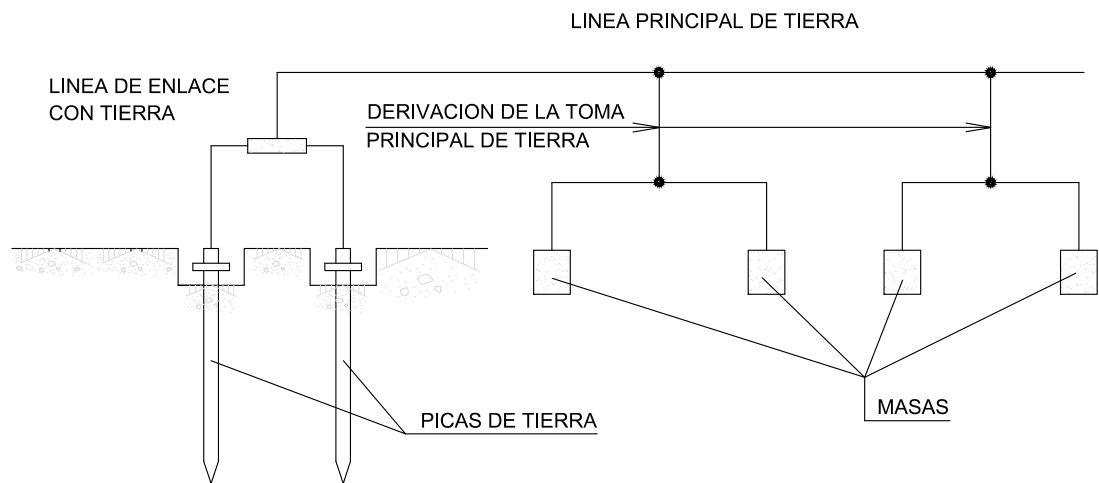 LINEA PRINCIPAL DE TIERRA
LINEA DE ENLACE
CON TIERRA
DERIVACION DE LA TOMA
PRINCIPAL DE TIERRA
PICAS DE TIERRA
MASAS